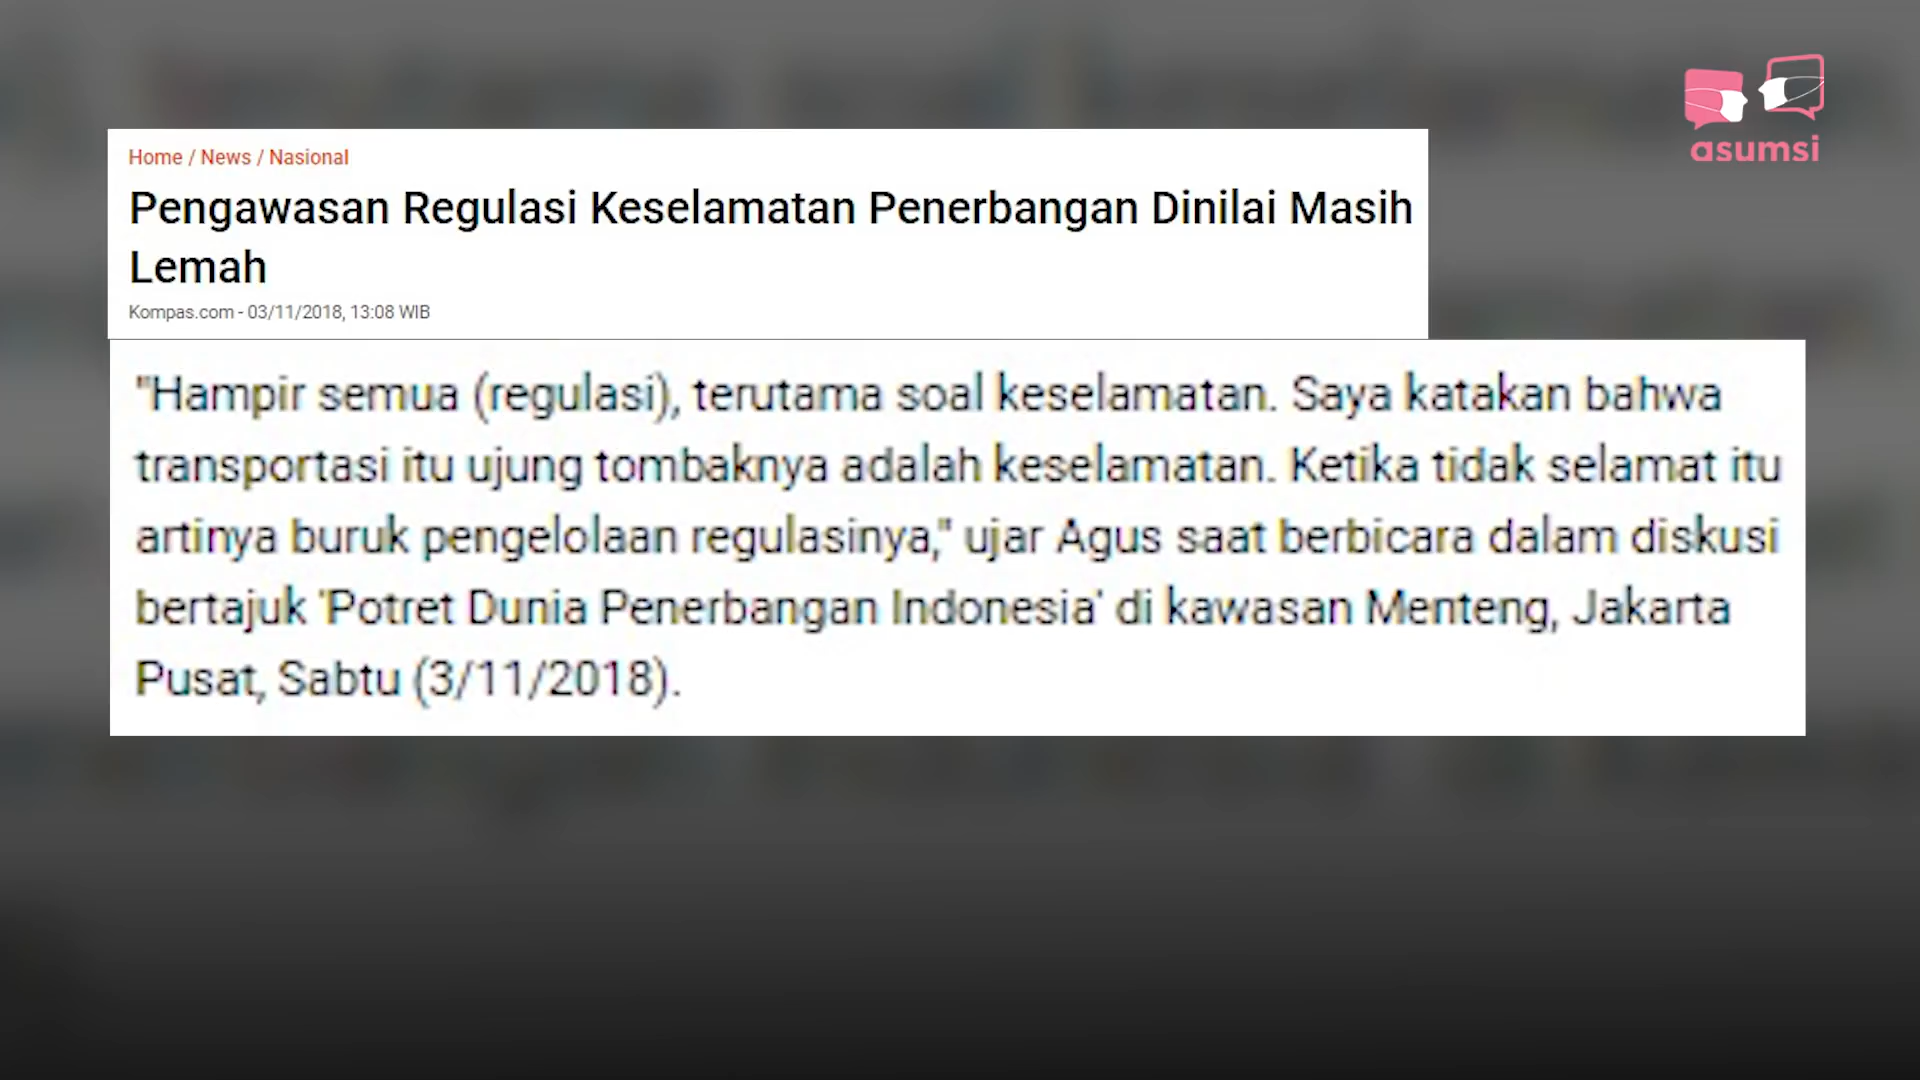 asumsi
Home / News / Nasional
Pengawasan Regulasi Keselamatan Penerbangan Dinilai Masih
Lemah
Kompas.com - 03/11/2018, 13:08 WIB
"Hampir semua (regulasi), terutama soal keselamatan. Saya katakan bahwa
transportasi itu ujung tombaknya adalah keselamatan. Ketika tidak selamat itu
artinya buruk pengelolaan regulasinya," ujar Agus saat berbicara dalam diskusi
bertajuk 'Potret Dunia Penerbangan Indonesia' di kawasan Menteng, Jakarta
Pusat, Sabtu (3/11/2018).